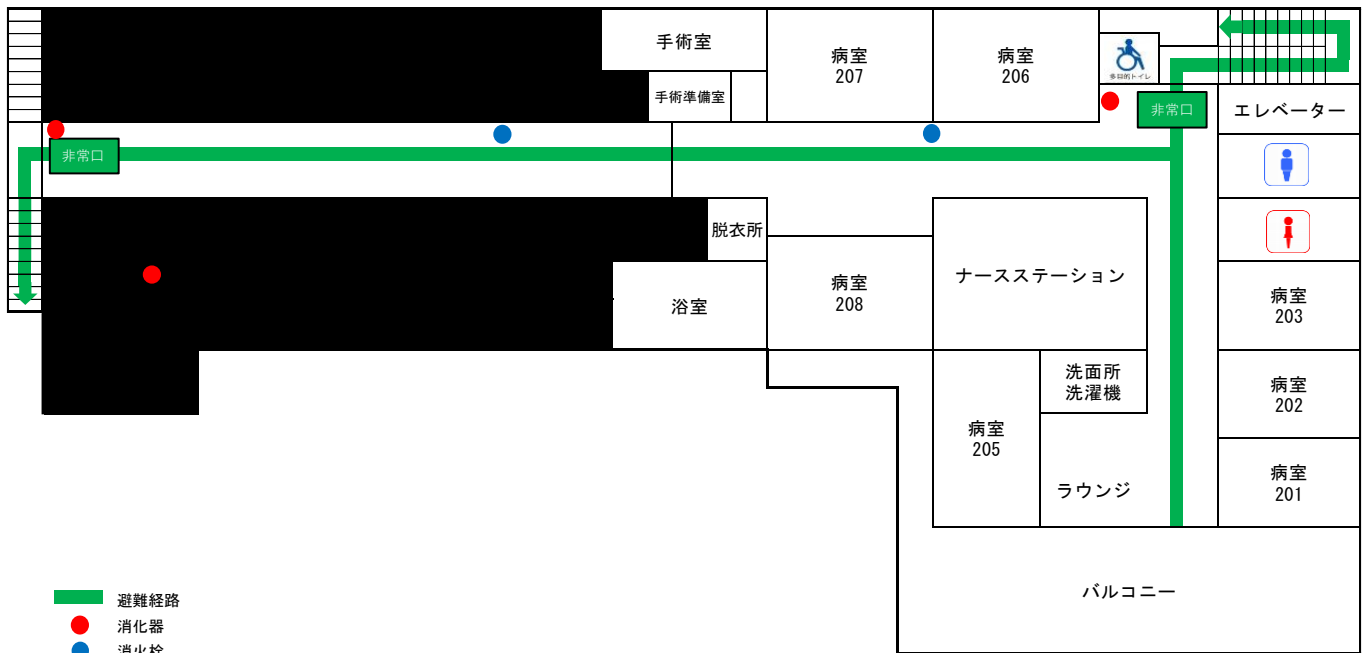 手術室
病室
207
病室
206
多目的トイレ
手術準備室
非常口
エレベーター
非常口
脱衣所
ナースステーション
浴室
病室
208
病室
203
洗面所
洗濯機
病室
202
病室
205
病室
201
ラウンジ
バルコニー
避難経路
消化器
消火栓